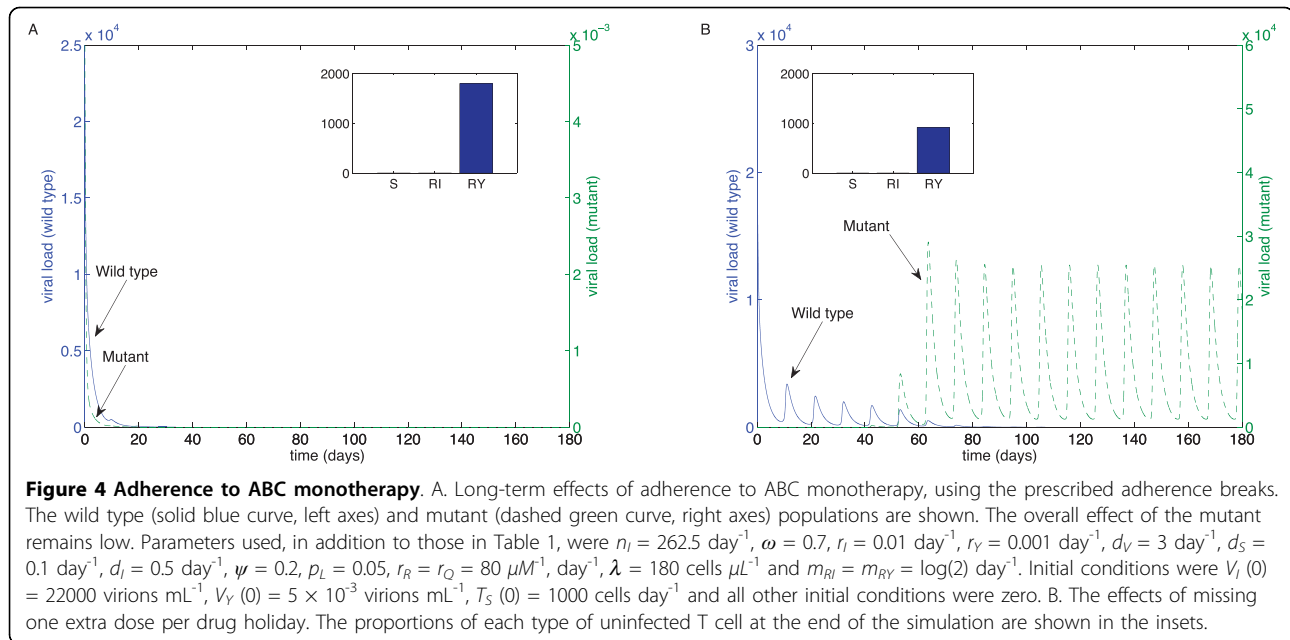 A
x 10⁴
2.5
2
1.5
1
0.5
0
viral load (wild type)
x 10⁻³
5
4
3
2
1
0
viral load (mutant)
2000
1000
0
S RI RY
Wild type
Mutant
0 20 40 60 80 100 120 140 160 180
time (days)
B
x 10⁴
3
2
1
0
viral load (wild type)
x 10⁴
6
5
4
3
2
1
0
viral load (mutant)
2000
1000
0
S RI RY
Mutant
Wild type
0 20 40 60 80 100 120 140 160 180
time (days)
Figure 4 Adherence to ABC monotherapy. A. Long-term effects of adherence to ABC monotherapy, using the prescribed adherence breaks.
The wild type (solid blue curve, left axes) and mutant (dashed green curve, right axes) populations are shown. The overall effect of the mutant
remains low. Parameters used, in addition to those in Table 1, were n_I = 262.5 day⁻¹, ω = 0.7, r_I = 0.01 day⁻¹, r_Y = 0.001 day⁻¹, d_V = 3 day⁻¹, d_S =
0.1 day⁻¹, d_I = 0.5 day⁻¹, ψ = 0.2, p_L = 0.05, r_R = r_Q = 80 μM⁻¹, day⁻¹, λ = 180 cells μL⁻¹ and m_RI = m_RY = log(2) day⁻¹. Initial conditions were V_I (0)
= 22000 virions mL⁻¹, V_Y (0) = 5 × 10⁻³ virions mL⁻¹, T_S (0) = 1000 cells day⁻¹ and all other initial conditions were zero. B. The effects of missing
one extra dose per drug holiday. The proportions of each type of uninfected T cell at the end of the simulation are shown in the insets.